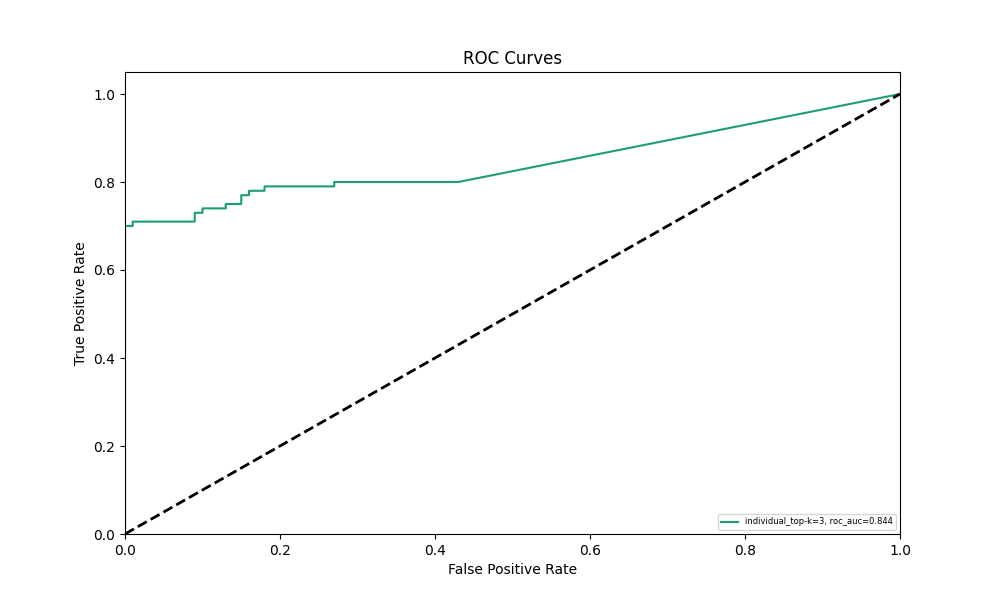 ROC Curves
True Positive Rate
1.0
0.8
0.6
0.4
0.2
0.0
individual_top-k=3, roc_auc=0.844
0.0 0.2 0.4 0.6 0.8 1.0
False Positive Rate